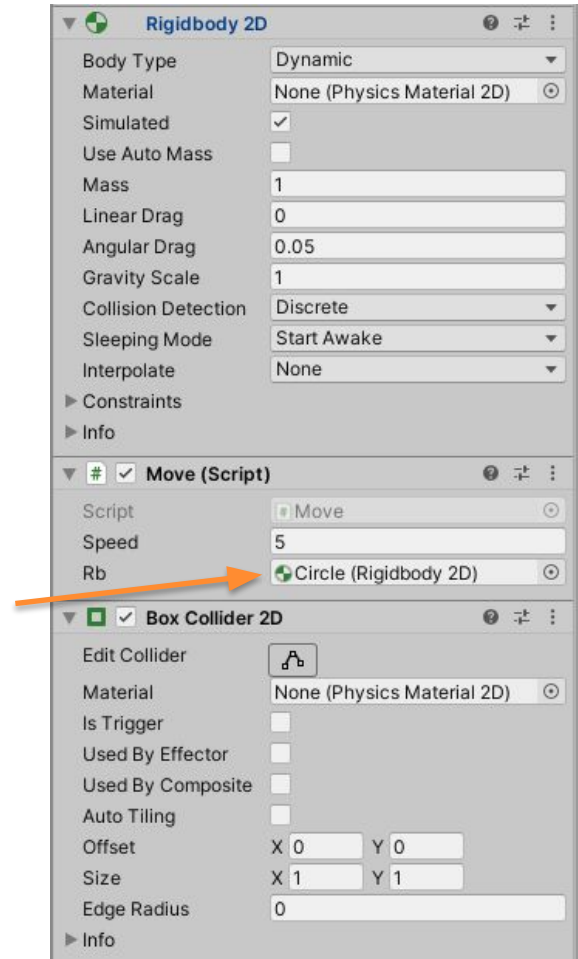 Rigidbody 2D
Body Type Dynamic
Material None (Physics Material 2D)
Simulated
Use Auto Mass
Mass 1
Linear Drag 0
Angular Drag 0.05
Gravity Scale 1
Collision Detection Discrete
Sleeping Mode Start Awake
Interpolate None
Constraints
Info
# Move (Script)
Script # Move
Speed 5
Rb Circle (Rigidbody 2D)
Box Collider 2D
Edit Collider
Material None (Physics Material 2D)
Is Trigger
Used By Effector
Used By Composite
Auto Tiling
Offset X 0 Y 0
Size X 1 Y 1
Edge Radius 0
Info